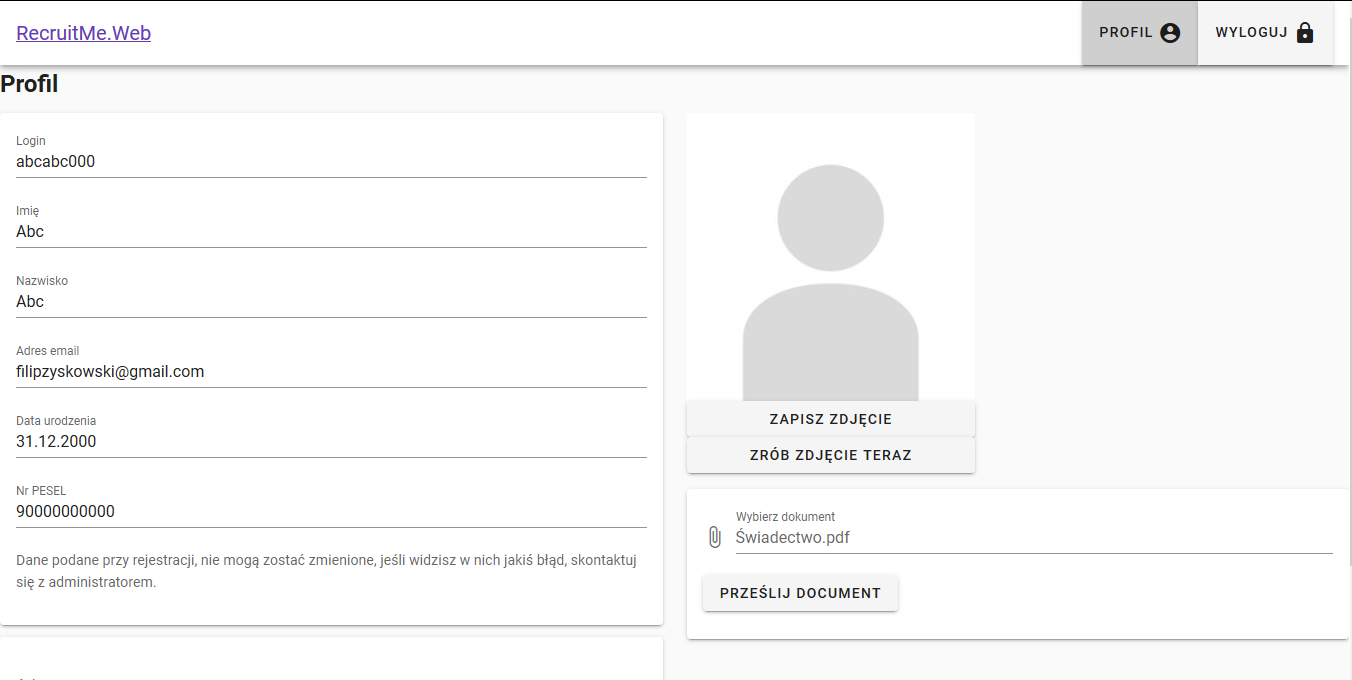 RecruitMe.Web
PROFIL
WYLOGUJ
Profil
Login
abcabc000
Imię
Abc
Nazwisko
Abc
Adres email
filipzyskowski@gmail.com
Data urodzenia
31.12.2000
Nr PESEL
90000000000
Dane podane przy rejestracji, nie mogą zostać zmienione, jeśli widzisz w nich jakiś błąd, skontaktuj
się z administratorem.
ZAPISZ ZDJĘCIE
ZRÓB ZDJĘCIE TERAZ
Wybierz dokument
Świadectwo.pdf
PRZEŚLIJ DOCUMENT